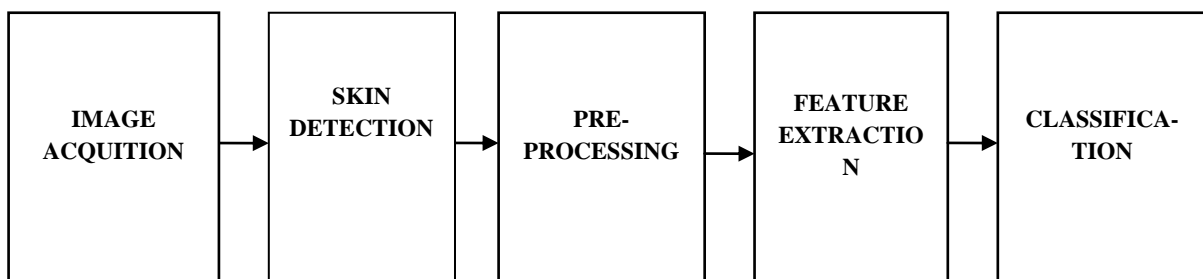 IMAGE
ACQUITION
SKIN
DETECTION
PRE-
PROCESSING
FEATURE
EXTRACTIO
N
CLASSIFICA-
TION